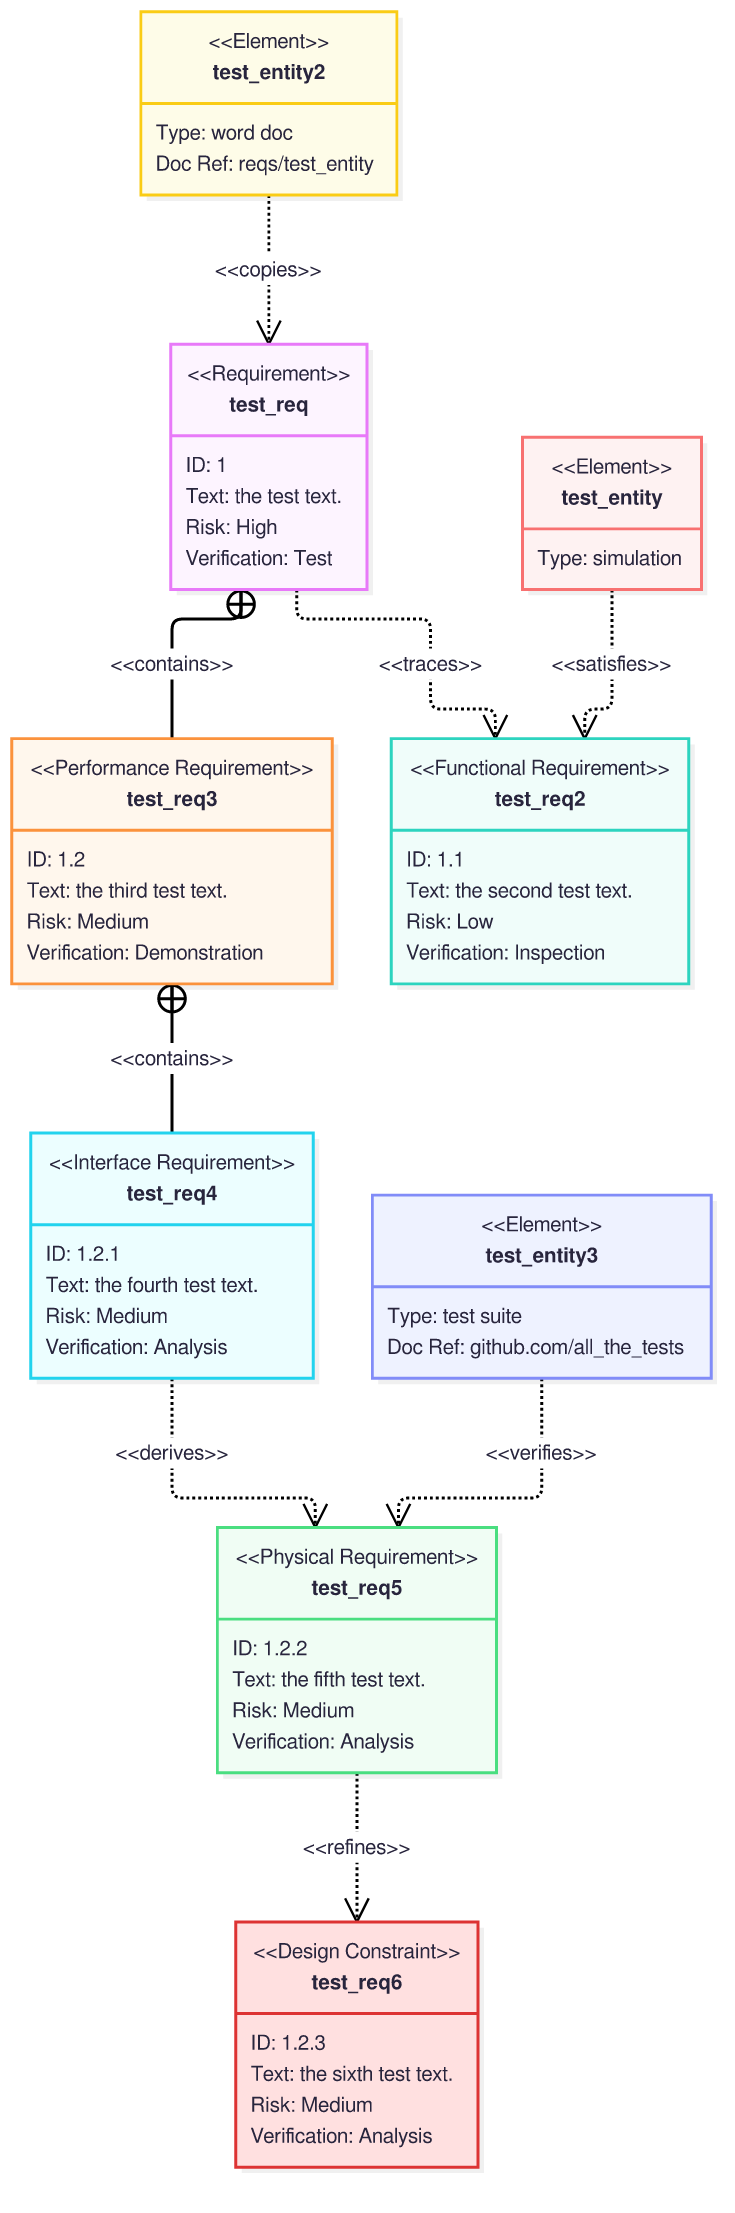 <<Element>>
test_entity2
Type: word doc
Doc Ref: reqs/test_entity
<<copies>>
<<Requirement>>
test_req
ID: 1
Text: the test text.
Risk: High
Verification: Test
<<Element>>
test_entity
Type: simulation
<<contains>>
<<traces>>
<<satisfies>>
<<Performance Requirement>>
test_req3
ID: 1.2
Text: the third test text.
Risk: Medium
Verification: Demonstration
<<Functional Requirement>>
test_req2
ID: 1.1
Text: the second test text.
Risk: Low
Verification: Inspection
<<contains>>
<<Interface Requirement>>
test_req4
ID: 1.2.1
Text: the fourth test text.
Risk: Medium
Verification: Analysis
<<Element>>
test_entity3
Type: test suite
Doc Ref: github.com/all_the_tests
<<derives>>
<<verifies>>
<<Physical Requirement>>
test_req5
ID: 1.2.2
Text: the fifth test text.
Risk: Medium
Verification: Analysis
<<refines>>
<<Design Constraint>>
test_req6
ID: 1.2.3
Text: the sixth test text.
Risk: Medium
Verification: Analysis